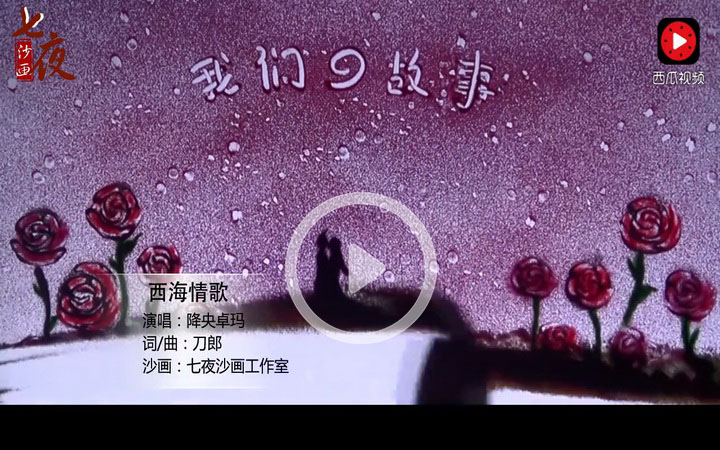 七夜
沙画
西瓜视频
我们的故事
西海情歌
演唱：降央卓玛
词/曲：刀郎
沙画：七夜沙画工作室